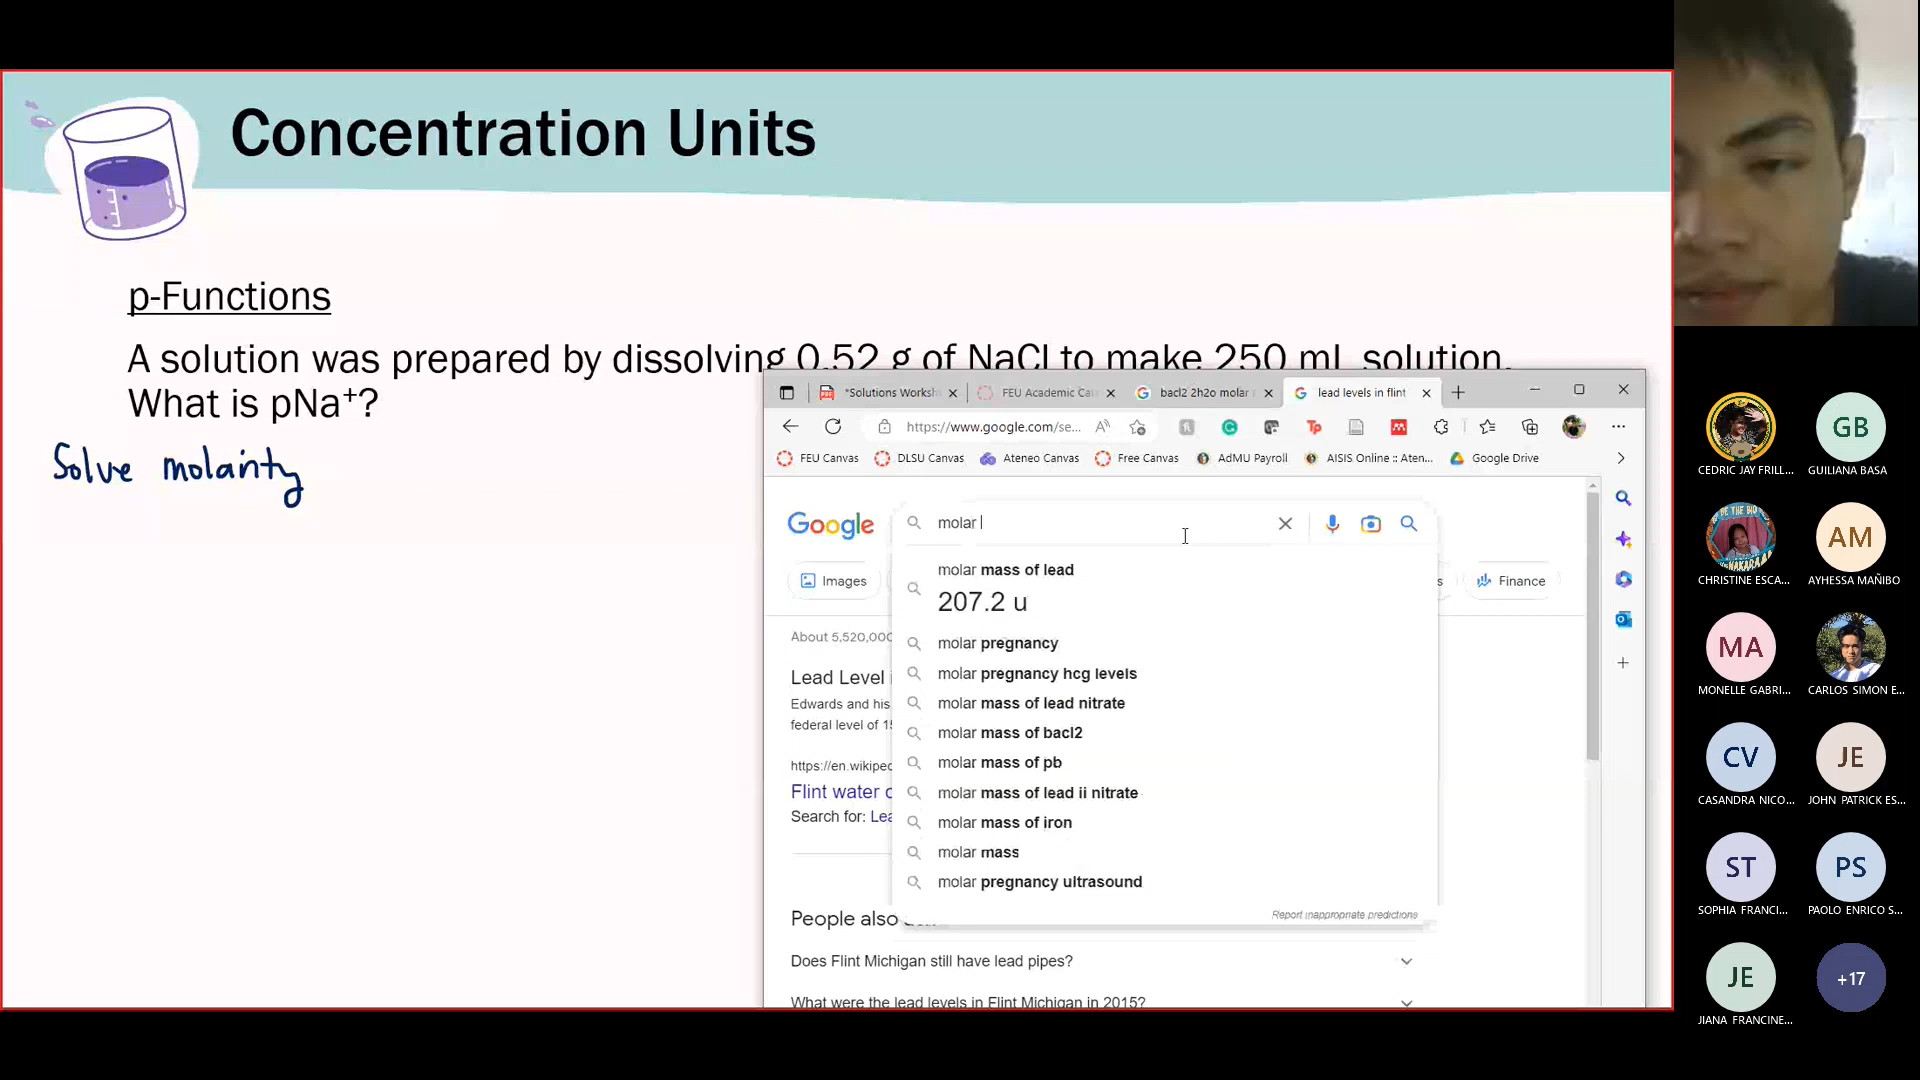 Concentration Units
p-Functions
A solution was prepared by dissolving 0.52 g of NaCl to make 250 mL solution.
What is pNa⁺?
Solve molarity
*Solutions Worksh
FEU Academic Ca
bacl2 2h2o molar
lead levels in flint
https://www.google.com/se...
FEU Canvas
DLSU Canvas
Ateneo Canvas
Free Canvas
AdMU Payroll
AISIS Online :: Aten...
Google Drive
Google
molar
Images
s
Finance
molar mass of lead
207.2 u
molar pregnancy
molar pregnancy hcg levels
molar mass of lead nitrate
molar mass of bacl2
molar mass of pb
molar mass of lead ii nitrate
molar mass of iron
molar mass
molar pregnancy ultrasound
Report inappropriate predictions
About 5,520,000
Lead Level i
Edwards and his
federal level of 15
https://en.wikiped
Flint water c
Search for: Lea
People also
Does Flint Michigan still have lead pipes?
What were the lead levels in Flint Michigan in 2015?
CEDRIC JAY FRILL...
GB
GUILIANA BASA
CHRISTINE ESCA...
AM
AYHESSA MAÑIBO
MA
MONELLE GABRI...
CARLOS SIMON E...
CV
CASANDRA NICO...
JE
JOHN PATRICK ES...
ST
SOPHIA FRANCI...
PS
PAOLO ENRICO S...
JE
JIANA FRANCINE...
+17